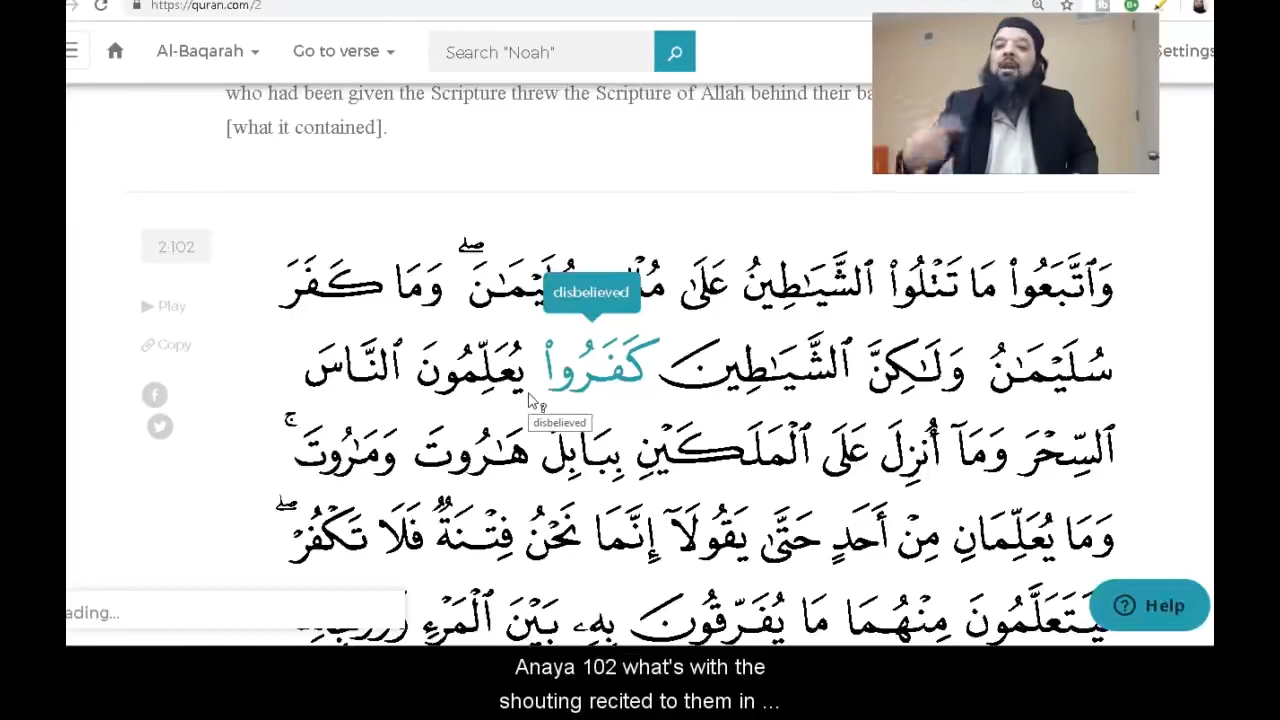 https://quran.com/2
Al-Baqarah
Go to verse
Search "Noah"
Settings
who had been given the Scripture threw the Scripture of Allah behind their
[what it contained].
2:102
وَٱتَّبَعُوا۟ مَا تَتْلُوا۟ ٱلشَّيَـٰطِينُ عَلَىٰ سُلَيْمَـٰنَ ۖ وَمَا كَفَرَ
disbelieved
Play
سُلَيْمَـٰنُ وَلَـٰكِنَّ ٱلشَّيَـٰطِينَ كَفَرُوا۟ يُعَلِّمُونَ ٱلنَّاسَ
Copy
disbelieved
ٱلسِّحْرَ وَمَآ أُنزِلَ عَلَى ٱلْمَلَكَيْنِ بِبَابِلَ هَـٰرُوتَ وَمَـٰرُوتَ ۚ
وَمَا يُعَلِّمَانِ مِنْ أَحَدٍ حَتَّىٰ يَقُولَآ إِنَّمَا نَحْنُ فِتْنَةٌ فَلَا تَكْفُرْ ۖ
فَيَتَعَلَّمُونَ مِنْهُمَا مَا يُفَرِّقُونَ بِهِۦ بَيْنَ ٱلْمَرْءِ
ading...
Help
Anaya 102 what's with the
shouting recited to them in ...